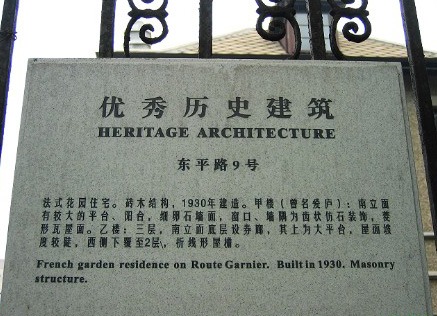 优秀历史建筑
HERITAGE ARCHITECTURE
东平路9号
法式花园住宅。砖木结构，1930年建造。甲楼（曾名爱庐）：南立面
有较大的平台、阳台，细卵石墙面，窗口、墙隅为齿状仿石装饰，菱
形瓦屋面。乙楼：三层，南立面底层设券廊，其上为大平台，屋面坡
度较陡，西侧下覆至2层，折线形屋檐。
French garden residence on Route Garnier. Built in 1930. Masonry
structure.